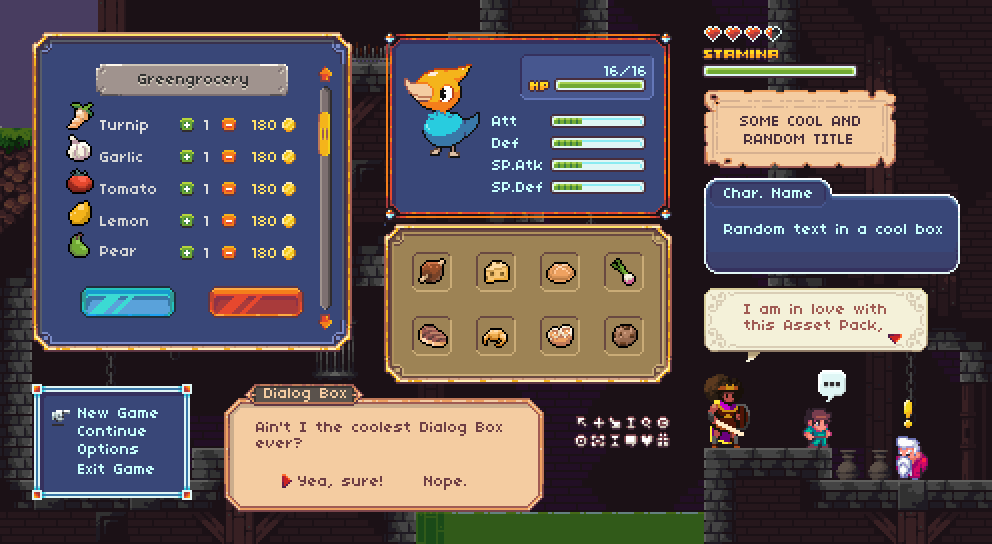 Greengrocery
Turnip 1 180
Garlic 1 180
Tomato 1 180
Lemon 1 180
Pear 1 180
16/16
HP
Att
Def
SP.Atk
SP.Def
STAMINA
SOME COOL AND
RANDOM TITLE
Char. Name
Random text in a cool box
I am in love with
this Asset Pack,
...
!
New Game
Continue
Options
Exit Game
Dialog Box
Ain't I the coolest Dialog Box
ever?
Yea, sure! Nope.